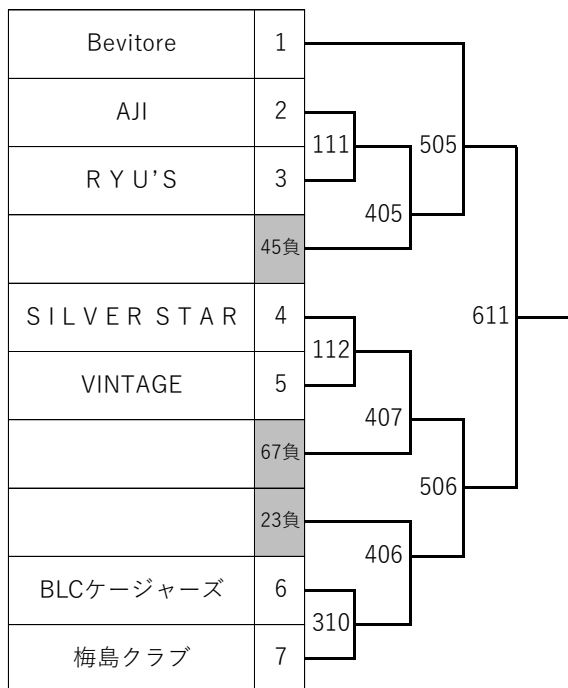 Bevitore 1
AJI 2
111 505
ＲＹＵ’Ｓ 3
405
45負
ＳＩＬＶＥＲ ＳＴＡＲ 4
611
112
VINTAGE 5
407
67負
506
23負
406
BLCケージャーズ 6
310
梅島クラブ 7